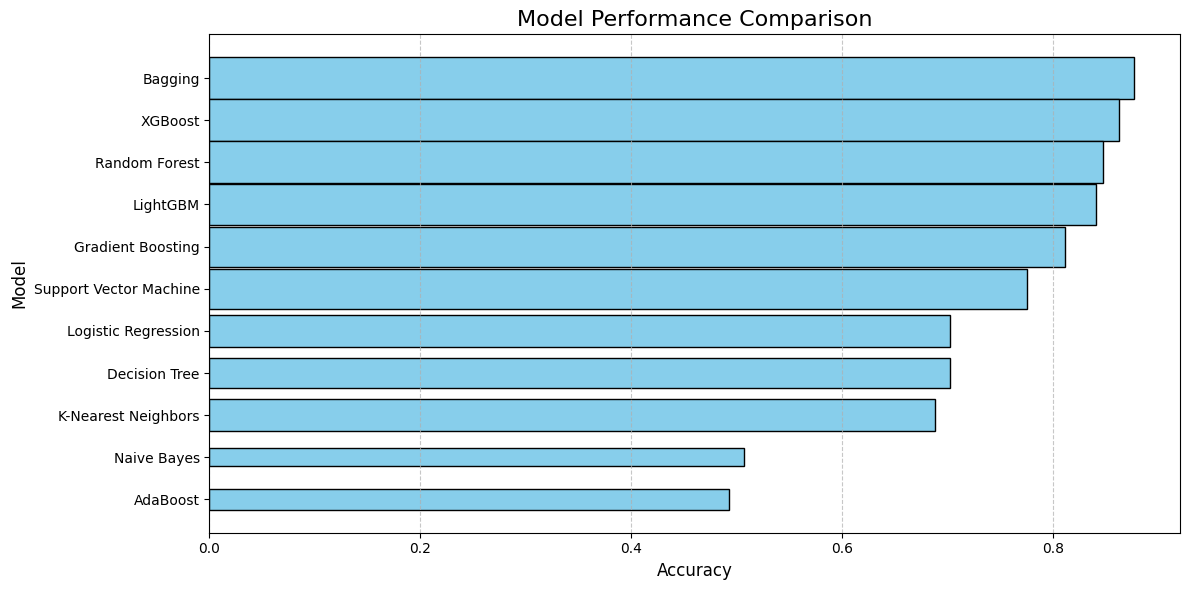 Model Performance Comparison
Model
Bagging
XGBoost
Random Forest
LightGBM
Gradient Boosting
Support Vector Machine
Logistic Regression
Decision Tree
K-Nearest Neighbors
Naive Bayes
AdaBoost
0.0 0.2 0.4 0.6 0.8
Accuracy